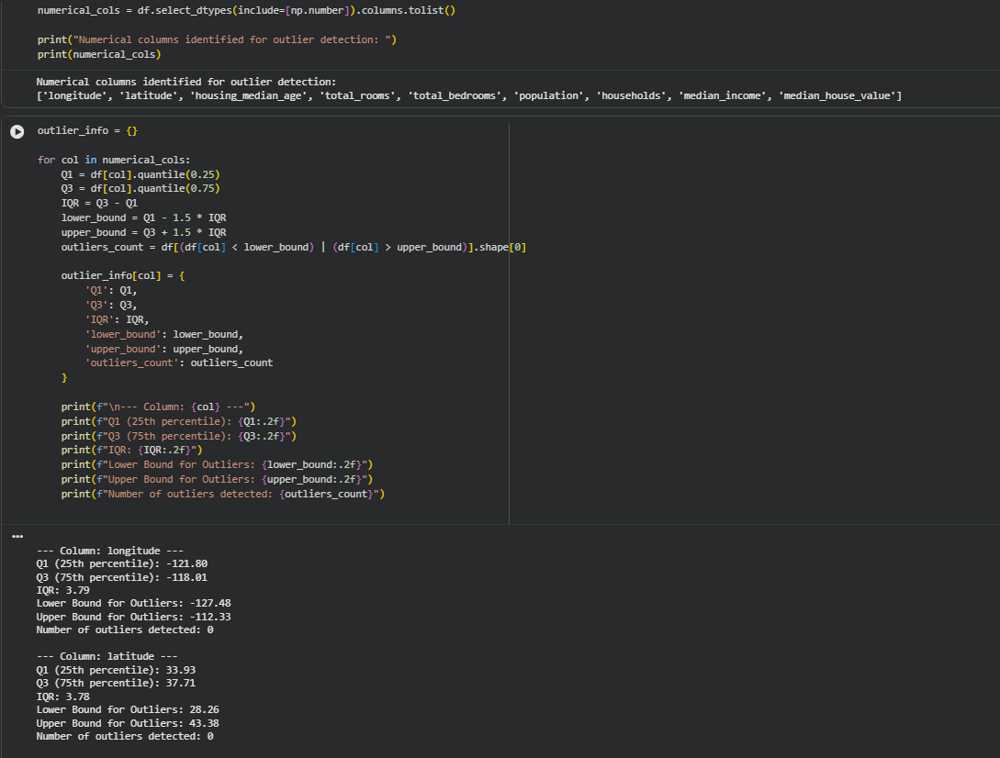 numerical_cols = df.select_dtypes(include=[np.number]).columns.tolist()
print("Numerical columns identified for outlier detection: ")
print(numerical_cols)
Numerical columns identified for outlier detection:
['longitude', 'latitude', 'housing_median_age', 'total_rooms', 'total_bedrooms', 'population', 'households', 'median_income', 'median_house_value']
outlier_info = {}
for col in numerical_cols:
    Q1 = df[col].quantile(0.25)
    Q3 = df[col].quantile(0.75)
    IQR = Q3 - Q1
    lower_bound = Q1 - 1.5 * IQR
    upper_bound = Q3 + 1.5 * IQR
    outliers_count = df[(df[col] < lower_bound) | (df[col] > upper_bound)].shape[0]
    outlier_info[col] = {
        'Q1': Q1,
        'Q3': Q3,
        'IQR': IQR,
        'lower_bound': lower_bound,
        'upper_bound': upper_bound,
        'outliers_count': outliers_count
    }
    print(f"\n--- Column: {col} ---")
    print(f"Q1 (25th percentile): {Q1:.2f}")
    print(f"Q3 (75th percentile): {Q3:.2f}")
    print(f"IQR: {IQR:.2f}")
    print(f"Lower Bound for Outliers: {lower_bound:.2f}")
    print(f"Upper Bound for Outliers: {upper_bound:.2f}")
    print(f"Number of outliers detected: {outliers_count}")
--- Column: longitude ---
Q1 (25th percentile): -121.80
Q3 (75th percentile): -118.01
IQR: 3.79
Lower Bound for Outliers: -127.48
Upper Bound for Outliers: -112.33
Number of outliers detected: 0
--- Column: latitude ---
Q1 (25th percentile): 33.93
Q3 (75th percentile): 37.71
IQR: 3.78
Lower Bound for Outliers: 28.26
Upper Bound for Outliers: 43.38
Number of outliers detected: 0